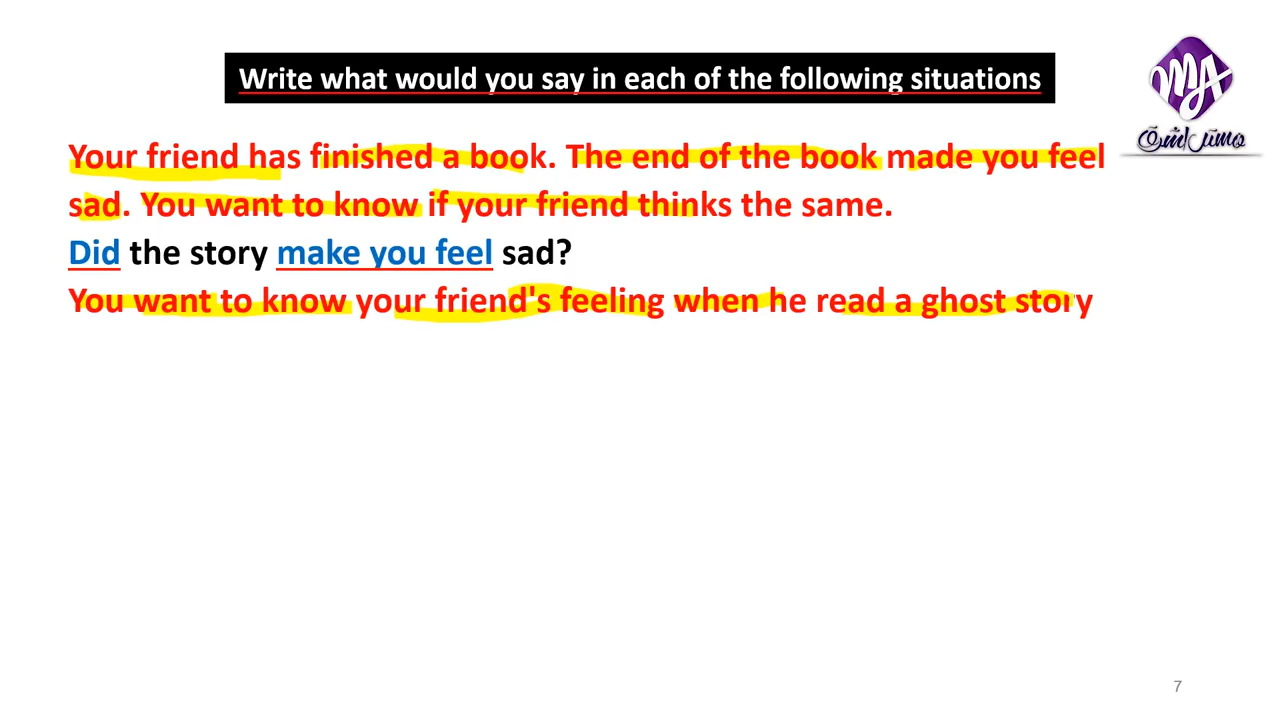 Write what would you say in each of the following situations
MA
Your friend has finished a book. The end of the book made you feel
sad. You want to know if your friend thinks the same.
Did the story make you feel sad?
You want to know your friend's feeling when he read a ghost story
7